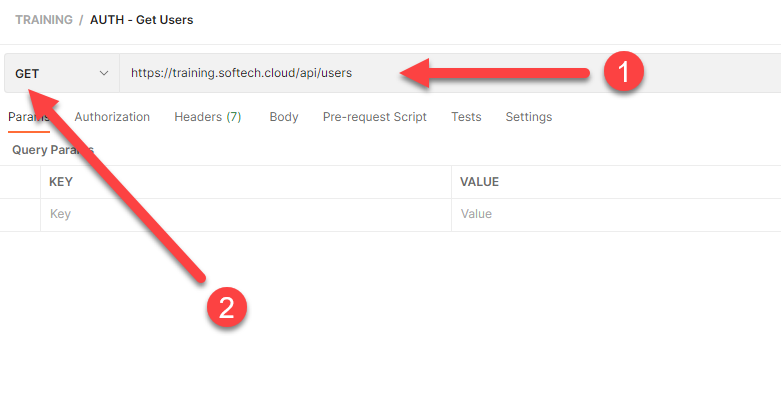 TRAINING / AUTH - Get Users
GET https://training.softech.cloud/api/users
1
Params Authorization Headers (7) Body Pre-request Script Tests Settings
Query Params
KEY VALUE
Key Value
2